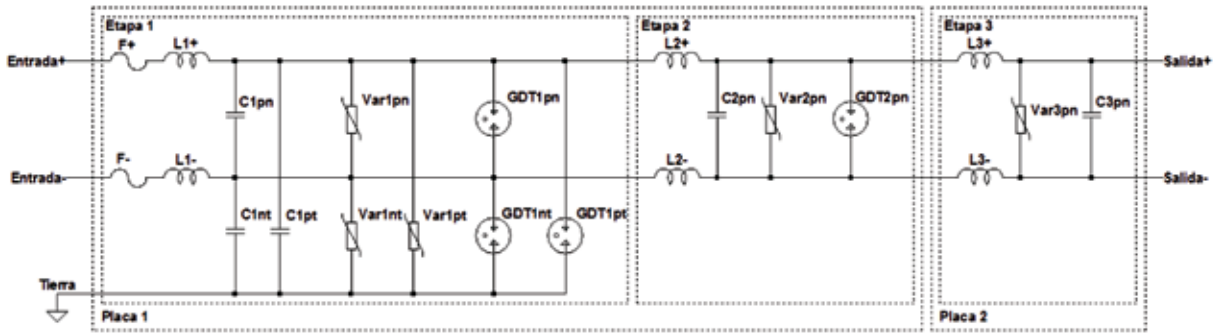 Etapa 1
Etapa 2
Etapa 3
F+
L1+
L2+
L3+
Entrada+
Salida+
C1pn
Var1pn
GDT1pn
C2pn
Var2pn
GDT2pn
Var3pn
C3pn
F-
L1-
L2-
L3-
Entrada-
Salida-
C1nt
C1pt
Var1nt
Var1pt
GDT1nt
GDT1pt
Tierra
Placa 1
Placa 2